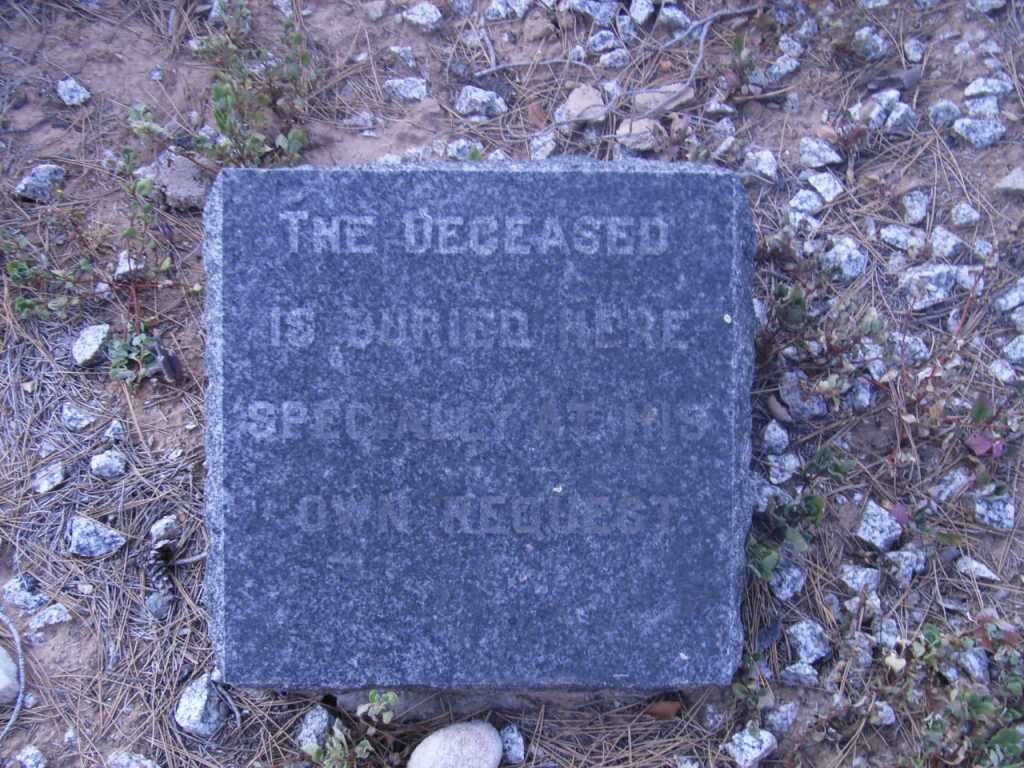 THE DECEASED
IS BURIED HERE
SPECIALLY AT HIS
OWN REQUEST.